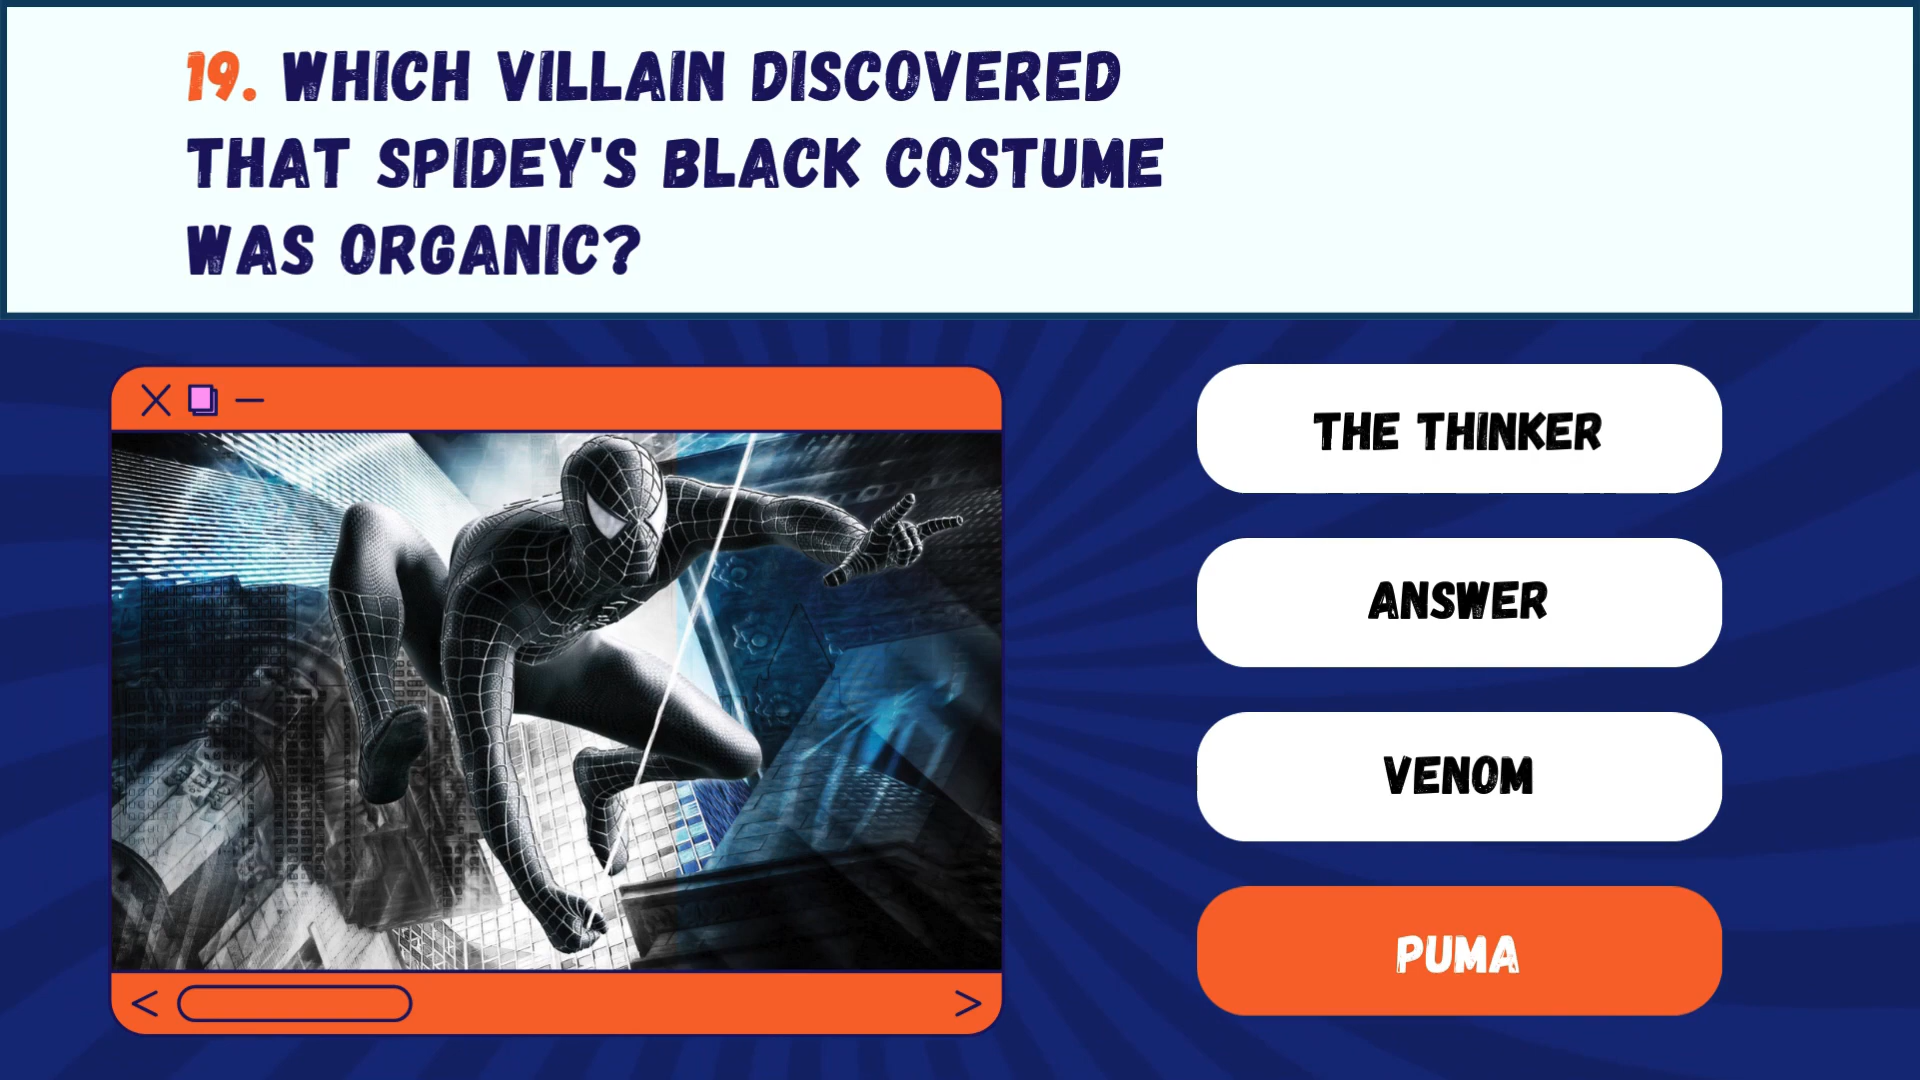 19. WHICH VILLAIN DISCOVERED
THAT SPIDEY'S BLACK COSTUME
WAS ORGANIC?
THE THINKER
ANSWER
VENOM
PUMA